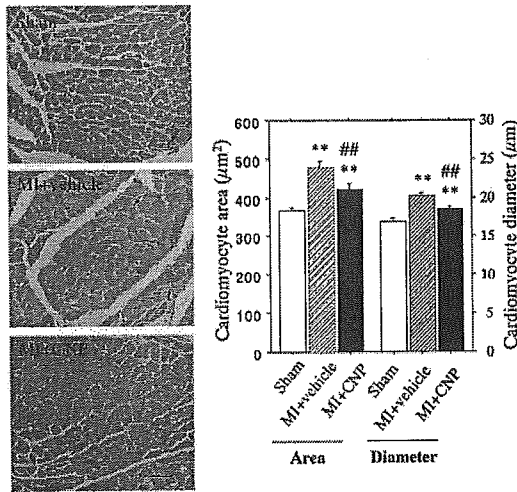 Sham
MI+vehicle
Cardiomyocyte area (μm²)
600
500
400
300
200
100
0
** ##
**
** ##
**
30
25
20
15
10
5
0
Cardiomyocyte diameter (μm)
Sham
MI+vehicle
MI+CNP
Sham
MI+vehicle
MI+CNP
Area
Diameter